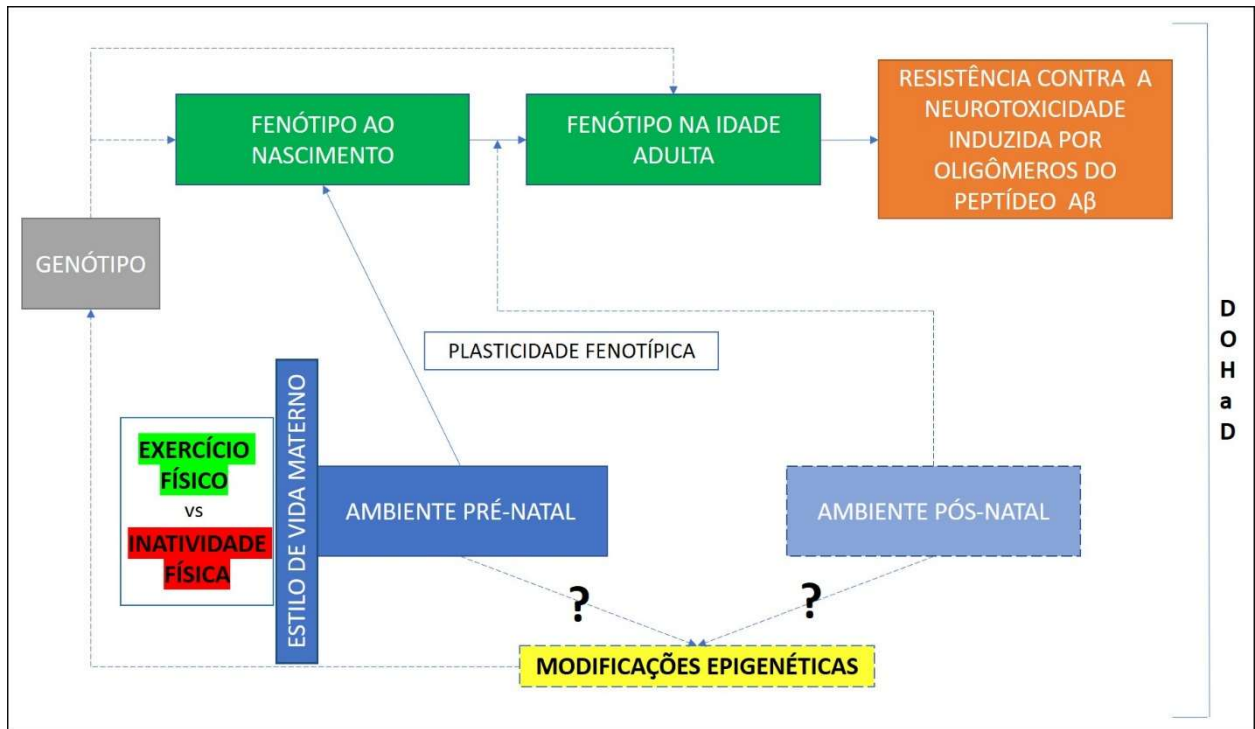 FENÓTIPO AO
NASCIMENTO
FENÓTIPO NA IDADE
ADULTA
RESISTÊNCIA CONTRA A
NEUROTOXICIDADE
INDUZIDA POR
OLIGÔMEROS DO
PEPTÍDEO Aβ
GENÓTIPO
PLASTICIDADE FENOTÍPICA
EXERCÍCIO
FÍSICO
vs
INATIVIDADE
FÍSICA
ESTILO DE VIDA MATERNO
AMBIENTE PRÉ-NATAL
AMBIENTE PÓS-NATAL
?
?
MODIFICAÇÕES EPIGENÉTICAS
D
O
H
a
D